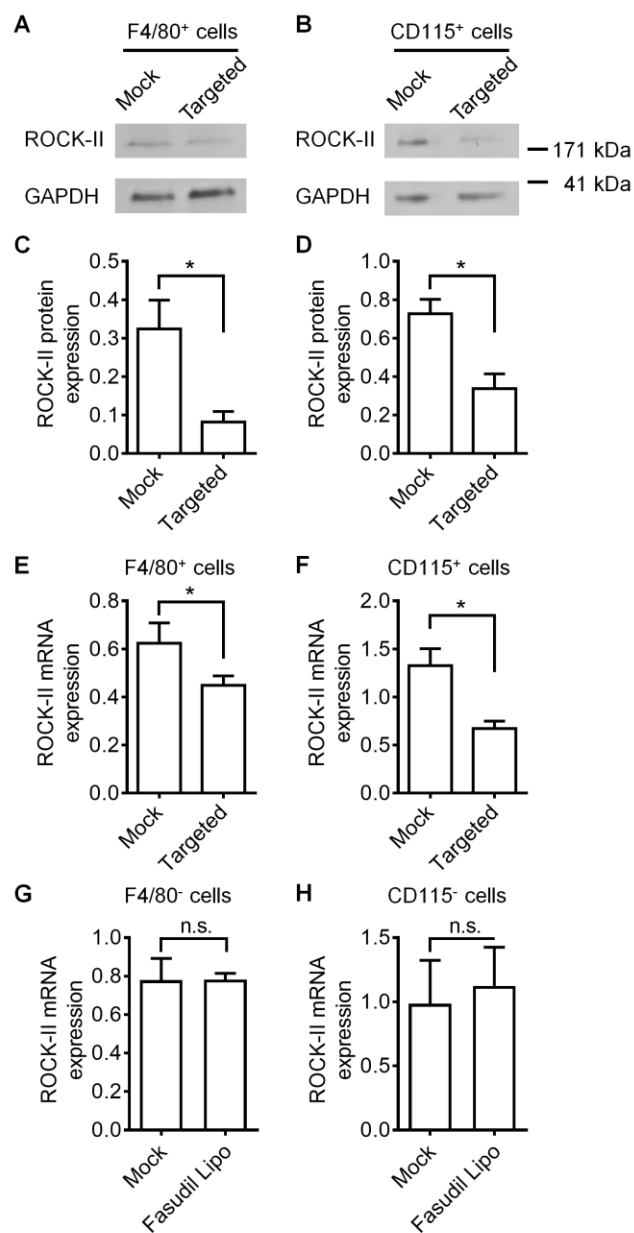 A
F4/80⁺ cells
Mock
Targeted
ROCK-II
GAPDH
B
CD115⁺ cells
Mock
Targeted
ROCK-II
GAPDH
171 kDa
41 kDa
C
ROCK-II protein
expression
0.5
0.4
0.3
0.2
0.1
0.0
*
Mock
Targeted
D
ROCK-II protein
expression
1.0
0.8
0.6
0.4
0.2
0.0
*
Mock
Targeted
E
F4/80⁺ cells
ROCK-II mRNA
expression
0.6
0.4
0.2
0.0
*
Mock
Targeted
F
CD115⁺ cells
ROCK-II mRNA
expression
2.0
1.5
1.0
0.5
0.0
*
Mock
Targeted
G
F4/80⁻ cells
ROCK-II mRNA
expression
1.0
0.8
0.6
0.4
0.2
0.0
n.s.
Mock
Fasudil Lipo
H
CD115⁻ cells
ROCK-II mRNA
expression
1.5
1.0
0.5
0.0
n.s.
Mock
Fasudil Lipo